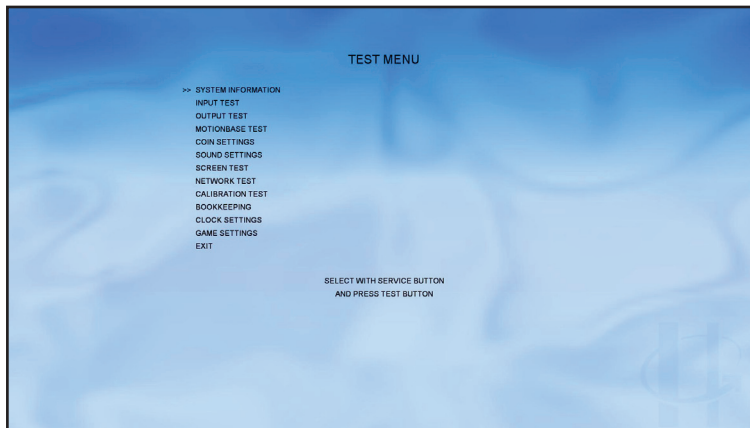 TEST MENU
>> SYSTEM INFORMATION
INPUT TEST
OUTPUT TEST
MOTIONBASE TEST
COIN SETTINGS
SOUND SETTINGS
SCREEN TEST
NETWORK TEST
CALIBRATION TEST
BOOKKEEPING
CLOCK SETTINGS
GAME SETTINGS
EXIT
SELECT WITH SERVICE BUTTON
AND PRESS TEST BUTTON